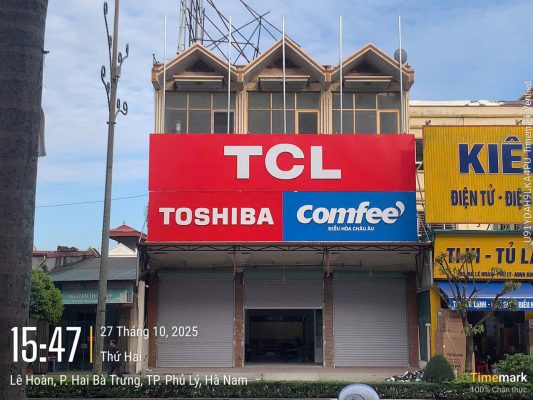 TCL
TOSHIBA
Comfee'
ĐIỀU HÒA CHÂU ÂU
KIÊ
ĐIỆN TỬ - ĐIỆ
TI VI - TỦ LẠ
15:47
27 Tháng 10, 2025
Thứ Hai
Lê Hoàn, P. Hai Bà Trưng, TP. Phủ Lý, Hà Nam
Timemark
100% Chân thực